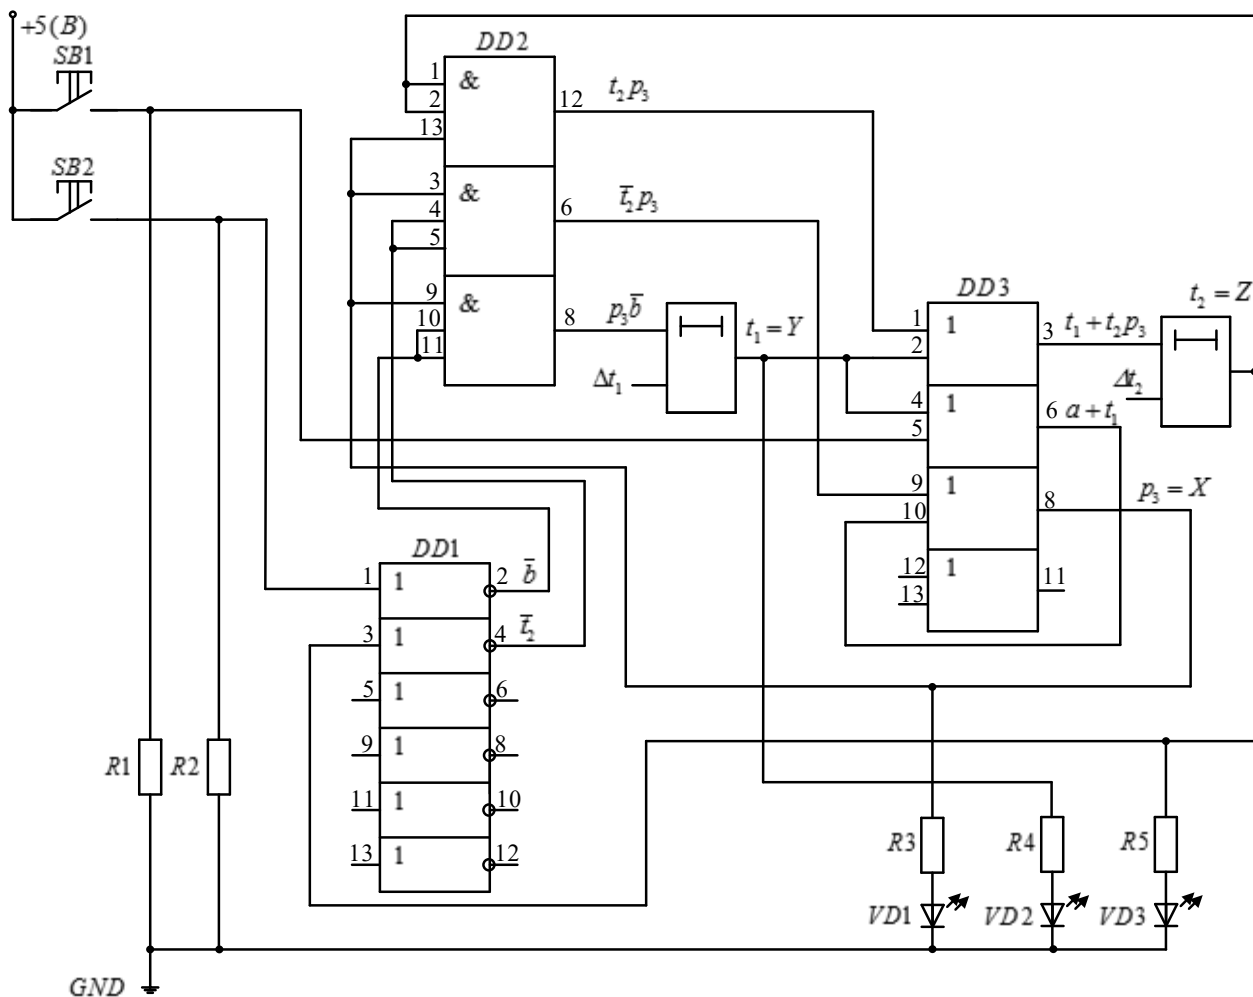 +5(B)
SB1
SB2
DD2
1
&
2
12
t₂p₃
13
3
&
4
5
6
t̅₂p₃
9
&
10
11
8
p₃b̅
Δt₁
t₁ = Y
DD3
1
1
2
3
t₁ + t₂p₃
t₂ = Z
Δt₂
4
1
5
6
a + t₁
9
1
10
8
p₃ = X
12
1
13
11
DD1
1
1
2
b̅
3
1
4
t̅₂
5
1
6
9
1
8
11
1
10
13
1
12
R1
R2
R3
R4
R5
VD1
VD2
VD3
GND